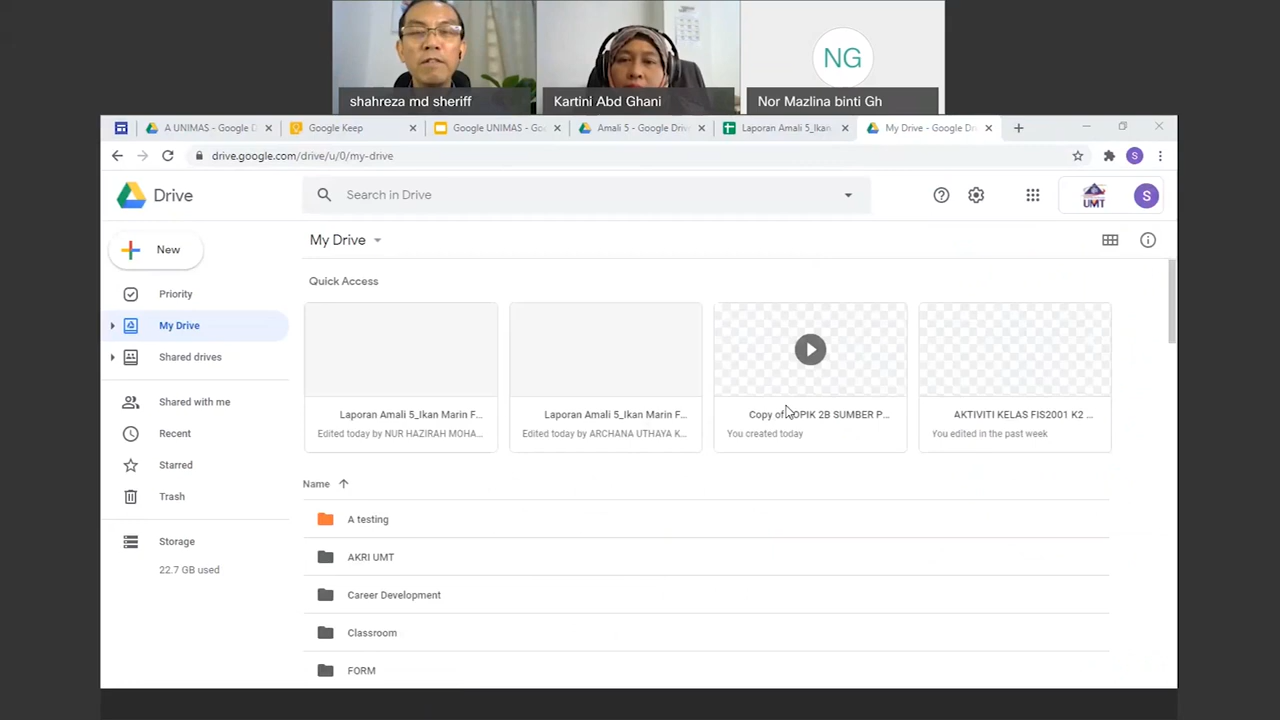 NG
shahreza md sheriff
Kartini Abd Ghani
Nor Mazlina binti Gh
A UNIMAS - Google D
Google Keep
Google UNIMAS - Go
Amali 5 - Google Driv
Laporan Amali 5_Ikan
My Drive - Google Dr
drive.google.com/drive/u/0/my-drive
S
Drive
Search in Drive
UMT
S
New
My Drive
Priority
My Drive
Shared drives
Shared with me
Recent
Starred
Trash
Storage
22.7 GB used
Quick Access
Laporan Amali 5_Ikan Marin F...
Edited today by NUR HAZIRAH MOHA...
Laporan Amali 5_Ikan Marin F...
Edited today by ARCHANA UTHAYA K...
Copy of TOPIK 2B SUMBER P...
You created today
AKTIVITI KELAS FIS2001 K2 ...
You edited in the past week
Name
A testing
AKRI UMT
Career Development
Classroom
FORM